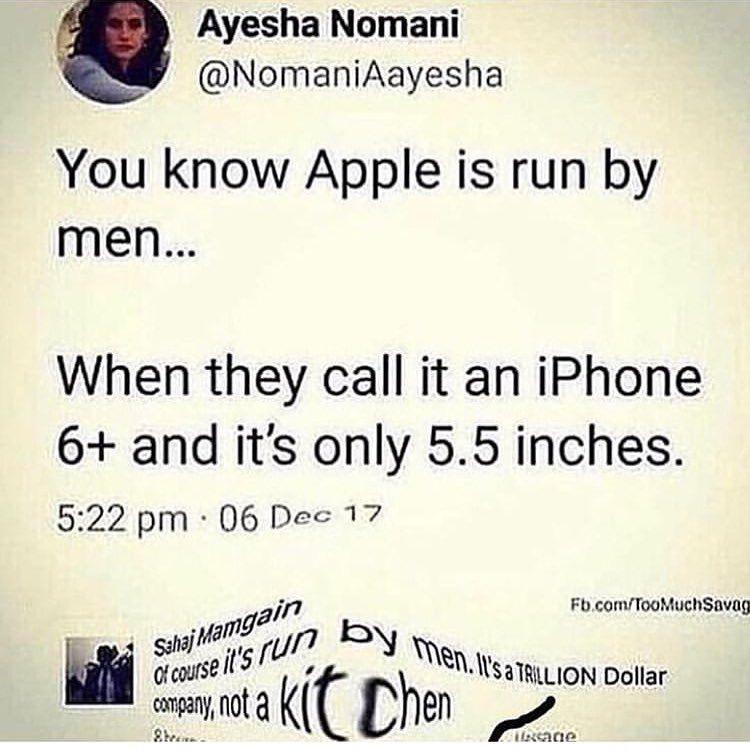 Ayesha Nomani
@NomaniAayesha
You know Apple is run by
men...
When they call it an iPhone
6+ and it's only 5.5 inches.
5:22 pm · 06 Dec 17
Fb.com/TooMuchSavag
Sahaj Mamgain
Of course it's run by men. It's a TRILLION Dollar
company, not a kitchen